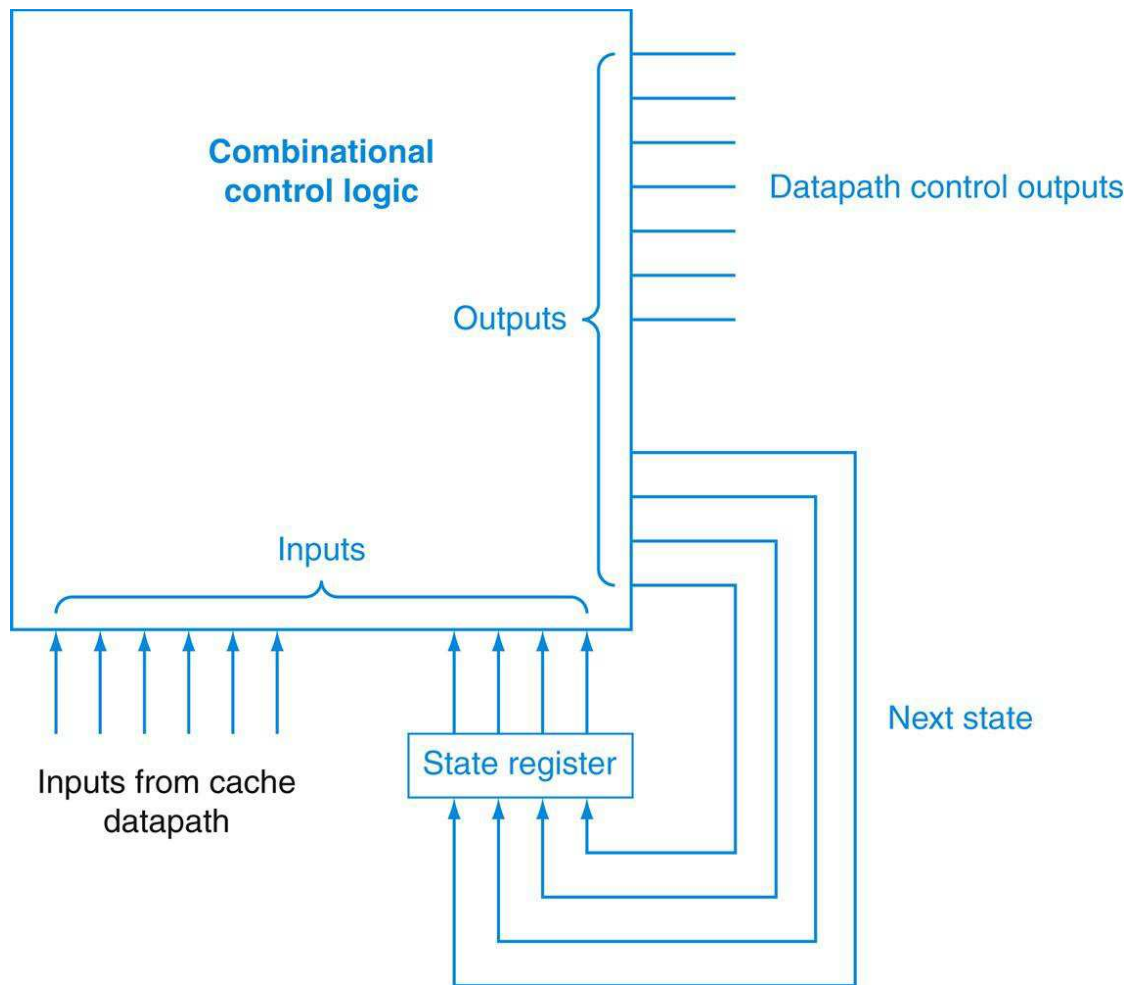 Combinational
control logic
Datapath control outputs
Outputs
Inputs
Next state
State register
Inputs from cache
datapath